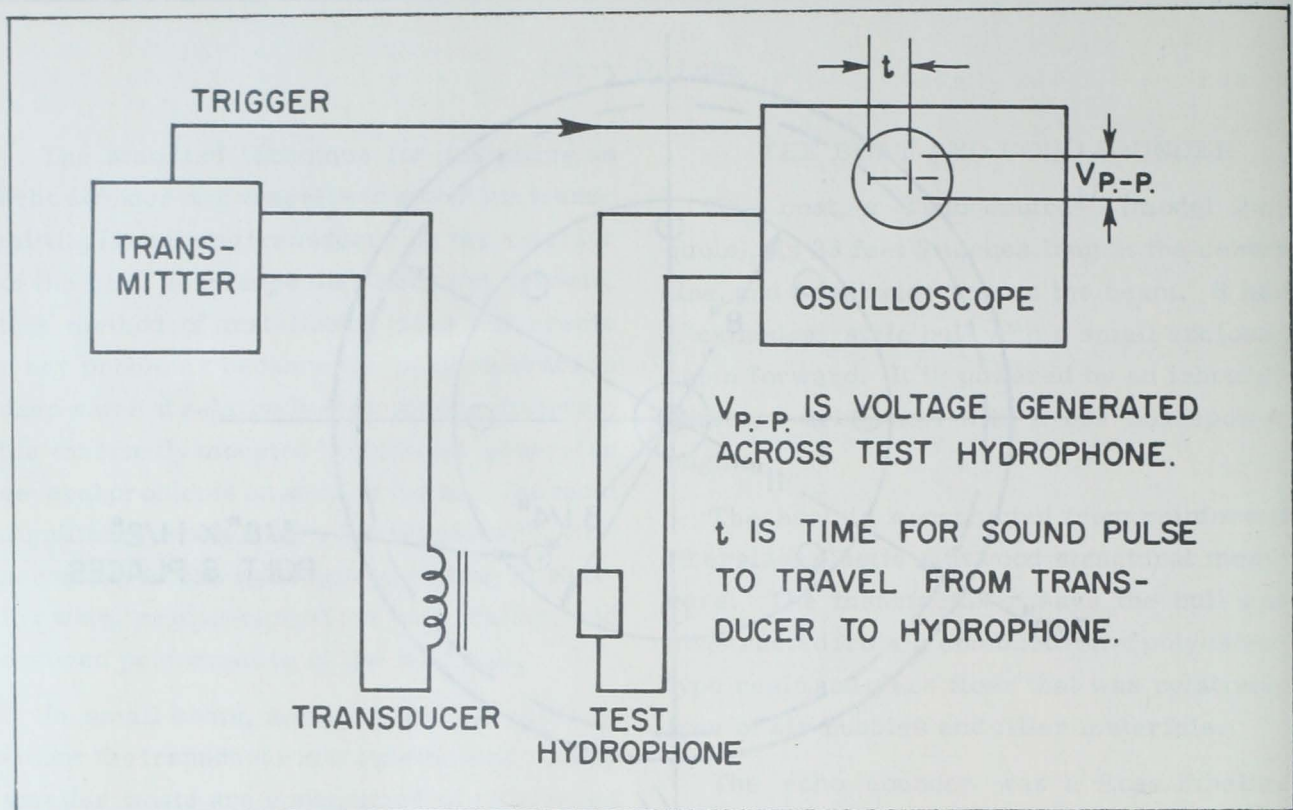 TRIGGER
t
TRANS-
MITTER
V P.-P.
OSCILLOSCOPE
V P.-P. IS VOLTAGE GENERATED
ACROSS TEST HYDROPHONE.
t IS TIME FOR SOUND PULSE
TO TRAVEL FROM TRANS-
DUCER TO HYDROPHONE.
TRANSDUCER
TEST
HYDROPHONE